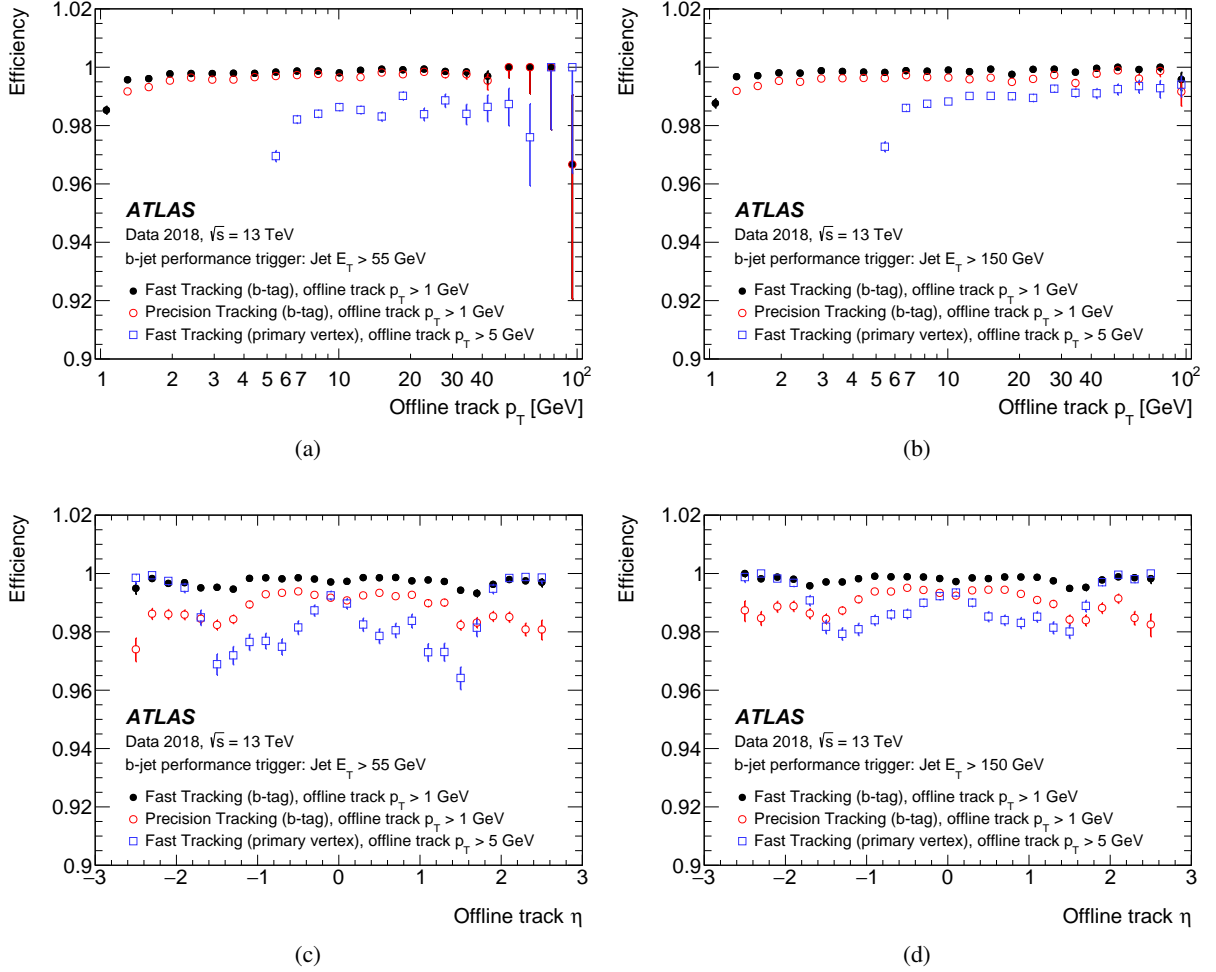 Efficiency
1.02
1
0.98
0.96
0.94
0.92
0.9
ATLAS
Data 2018, √s = 13 TeV
b-jet performance trigger: Jet E_T > 55 GeV
Fast Tracking (b-tag), offline track p_T > 1 GeV
Precision Tracking (b-tag), offline track p_T > 1 GeV
Fast Tracking (primary vertex), offline track p_T > 5 GeV
1 2 3 4 5 6 7 10 20 30 40 10²
Offline track p_T [GeV]
(a)
Efficiency
1.02
1
0.98
0.96
0.94
0.92
0.9
ATLAS
Data 2018, √s = 13 TeV
b-jet performance trigger: Jet E_T > 150 GeV
Fast Tracking (b-tag), offline track p_T > 1 GeV
Precision Tracking (b-tag), offline track p_T > 1 GeV
Fast Tracking (primary vertex), offline track p_T > 5 GeV
1 2 3 4 5 6 7 10 20 30 40 10²
Offline track p_T [GeV]
(b)
Efficiency
1.02
1
0.98
0.96
0.94
0.92
0.9
ATLAS
Data 2018, √s = 13 TeV
b-jet performance trigger: Jet E_T > 55 GeV
Fast Tracking (b-tag), offline track p_T > 1 GeV
Precision Tracking (b-tag), offline track p_T > 1 GeV
Fast Tracking (primary vertex), offline track p_T > 5 GeV
−3 −2 −1 0 1 2 3
Offline track η
(c)
Efficiency
1.02
1
0.98
0.96
0.94
0.92
0.9
ATLAS
Data 2018, √s = 13 TeV
b-jet performance trigger: Jet E_T > 150 GeV
Fast Tracking (b-tag), offline track p_T > 1 GeV
Precision Tracking (b-tag), offline track p_T > 1 GeV
Fast Tracking (primary vertex), offline track p_T > 5 GeV
−3 −2 −1 0 1 2 3
Offline track η
(d)